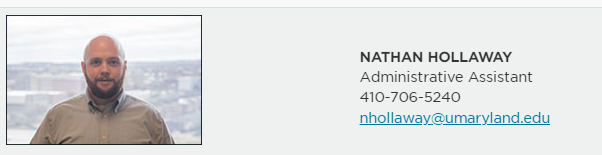 NATHAN HOLLAWAY
Administrative Assistant
410-706-5240
nhollaway@umaryland.edu